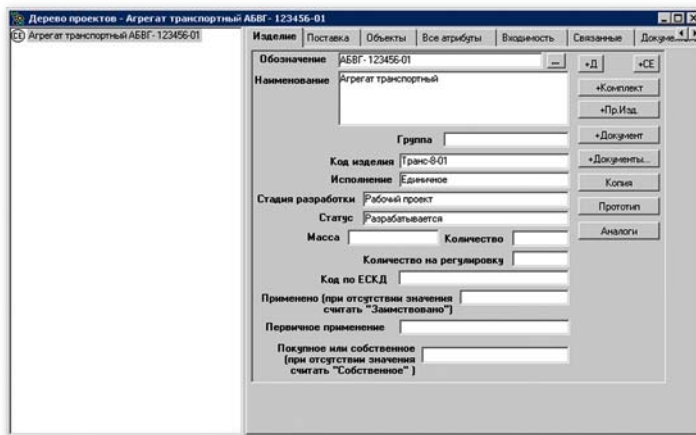 Дерево проектов - Агрегат транспортный АБВГ- 123456-01
СЕ Агрегат транспортный АБВГ- 123456-01
Изделие Поставка Объекты Все атрибуты Входимость Связанные
Обозначение АБВГ- 123456-01 ... +Д +СЕ
Наименование Агрегат транспортный
+Комплект
+Пр.Изд.
+Документ
Группа
Код изделия Транс-8-01 +Документы...
Исполнение Единичное Копия
Стадия разработки Рабочий проект Прототип
Статус Разрабатывается
Масса Количество Аналоги
Количество на регулировку
Код по ЕСКД
Применено (при отсутствии значения
считать "Заимствовано")
Первичное применение
Покупное или собственное
(при отсутствии значения
считать "Собственное" )